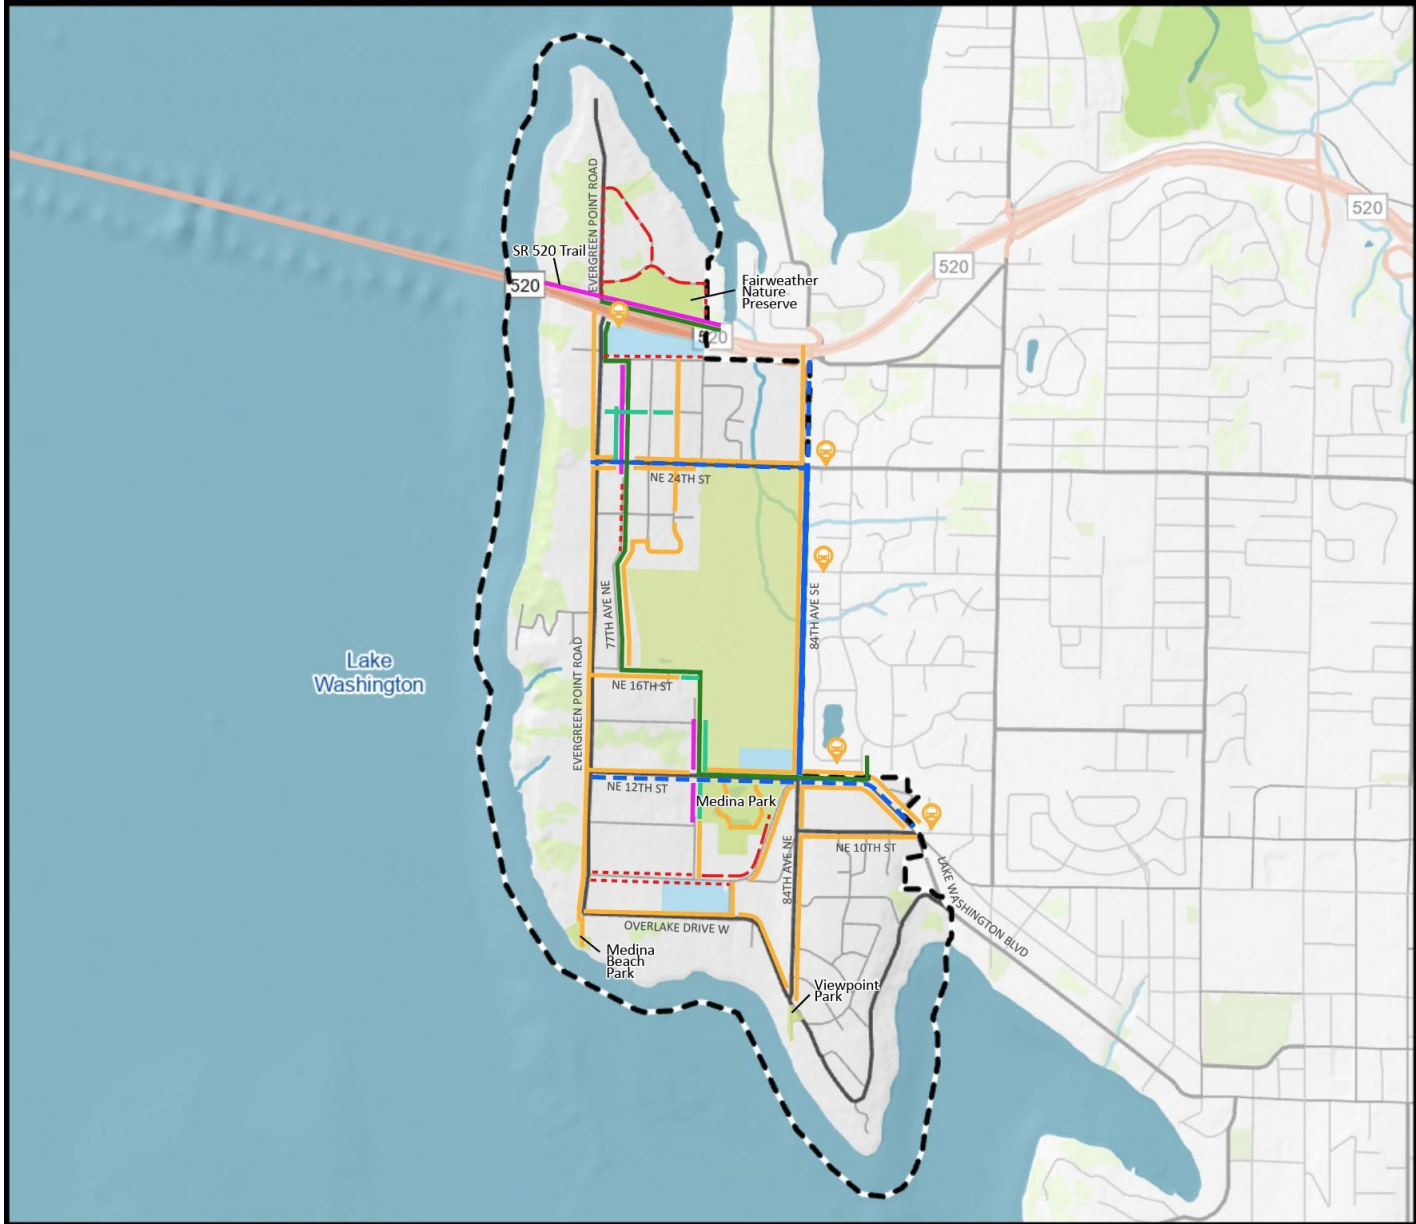 520
EVERGREEN POINT ROAD
SR 520 Trail
520
520
Fairweather
Nature
Preserve
520
NE 24TH ST
77TH AVE NE
84TH AVE SE
Lake
Washington
EVERGREEN POINT ROAD
NE 16TH ST
NE 12TH ST
Medina Park
NE 10TH ST
84TH AVE NE
LAKE WASHINGTON BLVD
OVERLAKE DRIVE W
Medina
Beach
Park
Viewpoint
Park